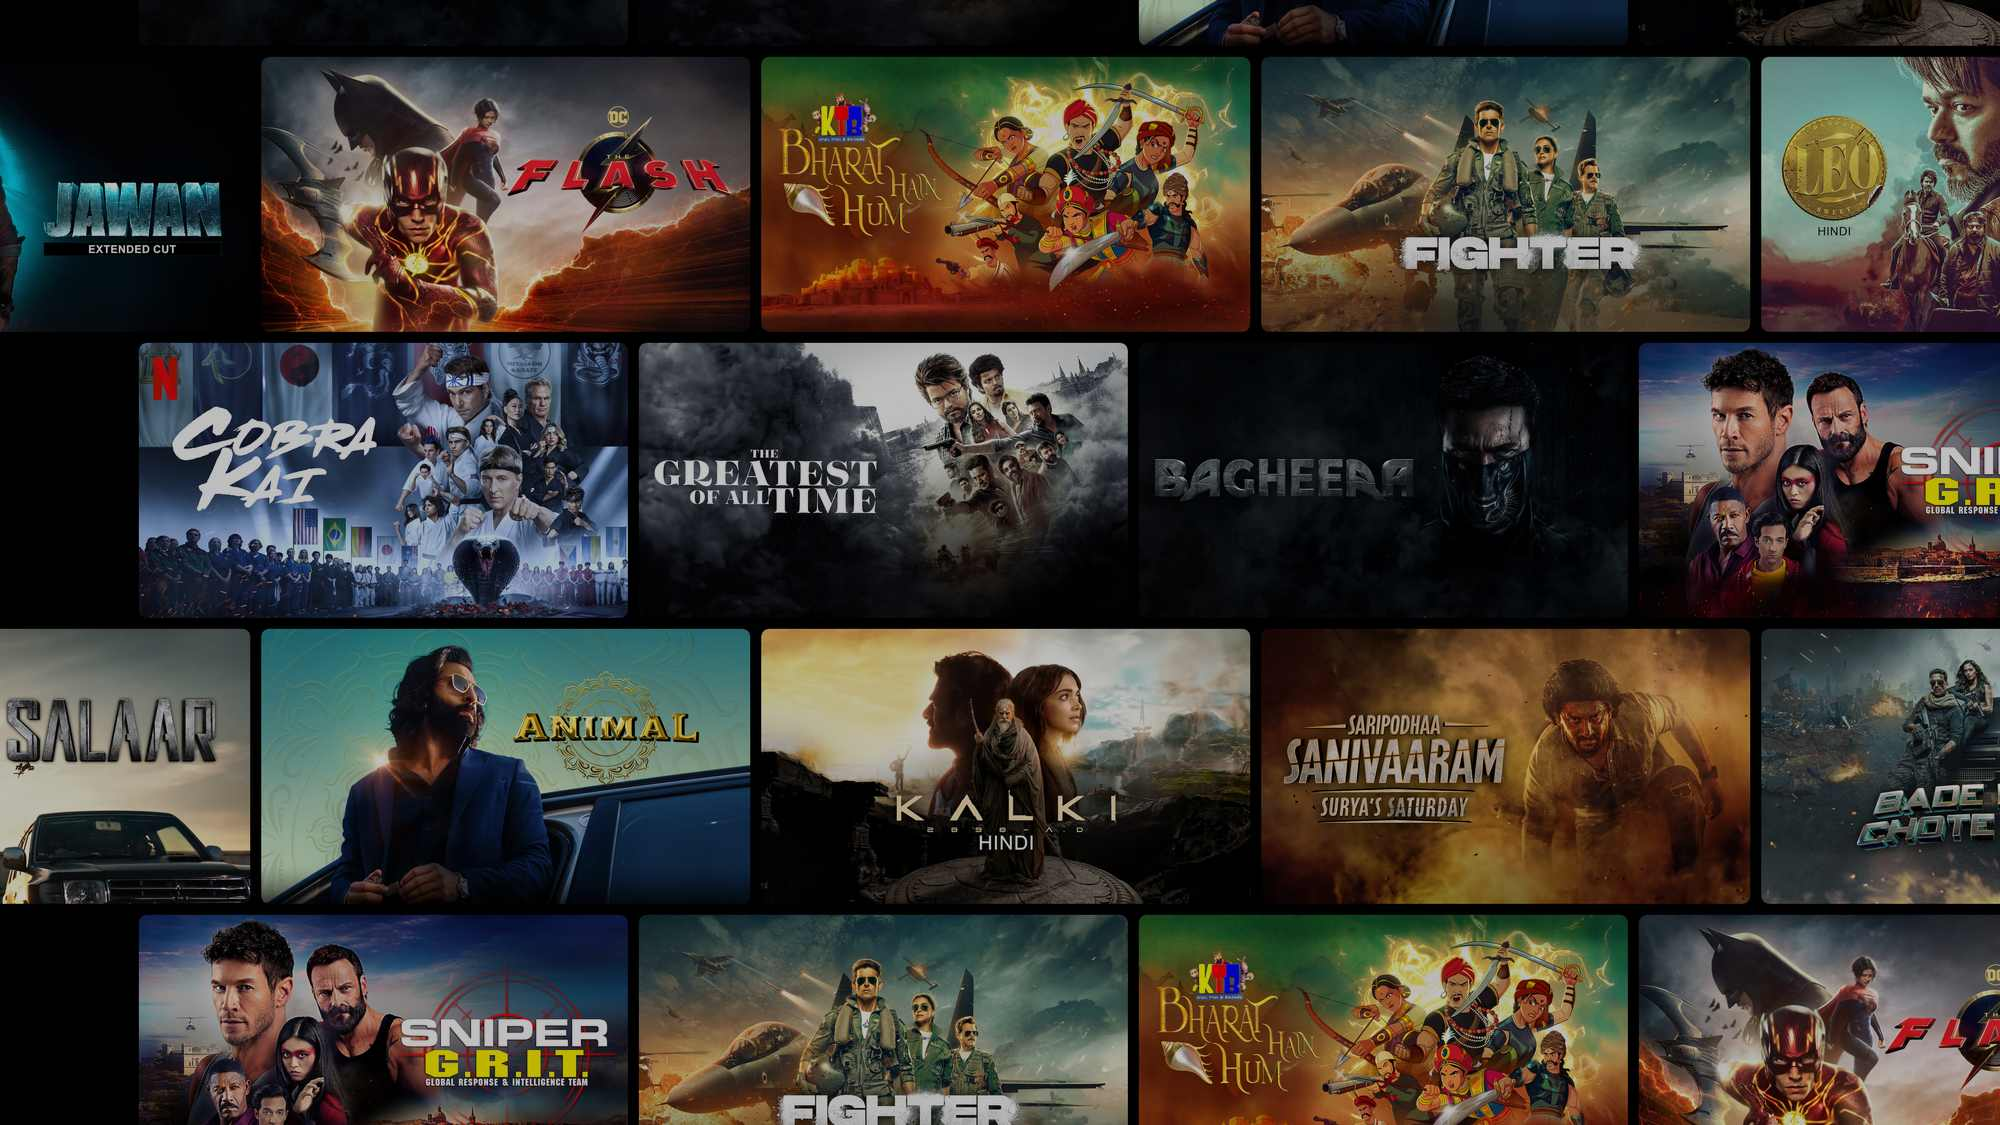 JAWAN
EXTENDED CUT
DC
THE
FLASH
KTB
BHARAT
HAIN
HUM
FIGHTER
LEO
SWEET
HINDI
N
COBRA
KAI
THE
GREATEST
OF ALL TIME
BAGHEERA
SNI
G.R
GLOBAL RESPONSE
SALAAR
ANIMAL
KALKI
2898-A.D
HINDI
SARIPODHAA
SANIVAARAM
SURYA'S SATURDAY
BADE
CHOTE
SNIPER
G.R.I.T.
GLOBAL RESPONSE & INTELLIGENCE TEAM
FIGHTER
KTB
BHARAT
HAIN
HUM
DC
FLA